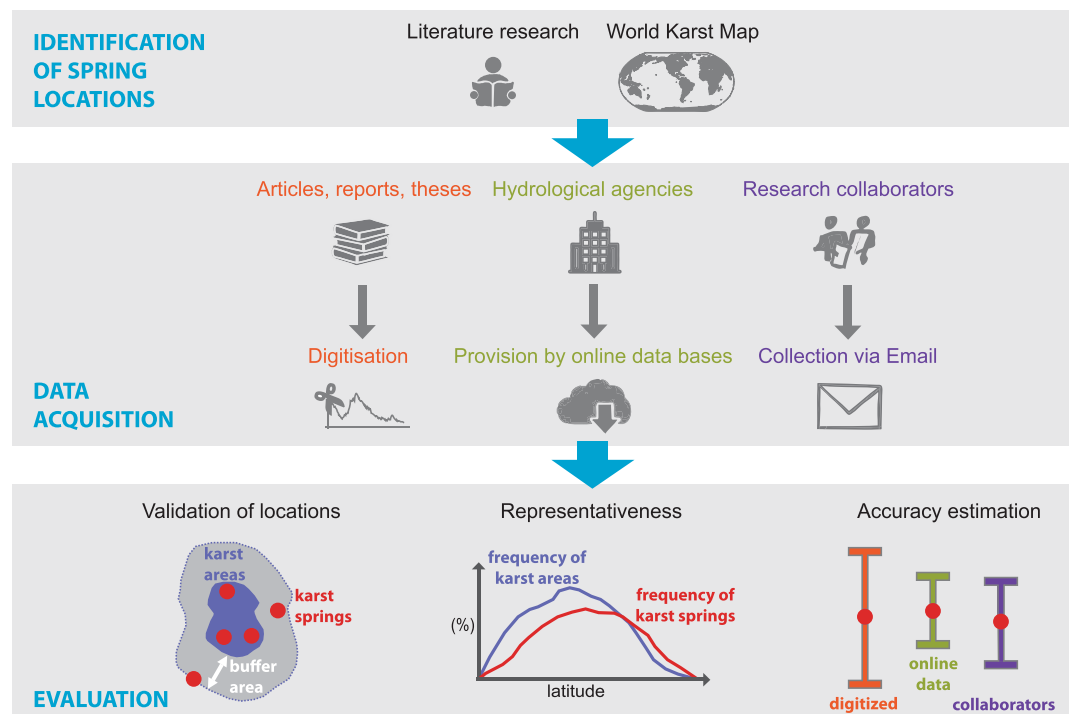 IDENTIFICATION
OF SPRING
LOCATIONS
Literature research
World Karst Map
Articles, reports, theses
Hydrological agencies
Research collaborators
Digitisation
Provision by online data bases
Collection via Email
DATA
ACQUISITION
Validation of locations
karst
areas
karst
springs
buffer
area
Representativeness
frequency of
karst areas
frequency of
karst springs
(%)
latitude
Accuracy estimation
digitized
online
data
collaborators
EVALUATION